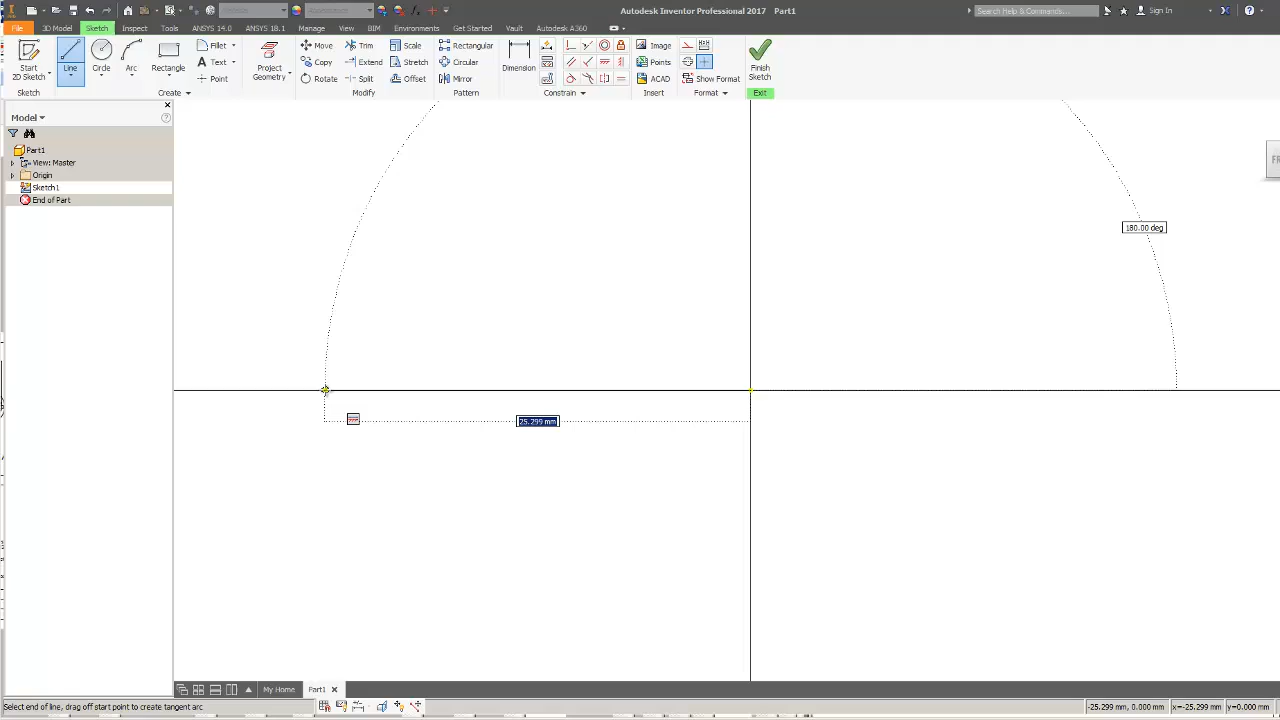 Autodesk Inventor Professional 2017 Part1
Search Help & Commands...
Sign In
File 3D Model Sketch Inspect Tools ANSYS 14.0 ANSYS 18.1 Manage View BIM Environments Get Started Vault Autodesk A360
Start
2D Sketch
Line
Circle
Arc
Rectangle
Fillet
Text
Point
Project
Geometry
Move
Copy
Rotate
Trim
Extend
Split
Scale
Stretch
Offset
Rectangular
Circular
Mirror
Dimension
Image
Points
ACAD
Show Format
Finish
Sketch
Sketch Create Modify Pattern Constrain Insert Format Exit
Model
Part1
View: Master
Origin
Sketch1
End of Part
FR
180.00 deg
25.299 mm
My Home Part1
Select end of line, drag off start point to create tangent arc
-25.299 mm, 0.000 mm x=-25.299 mm y=0.000 mm